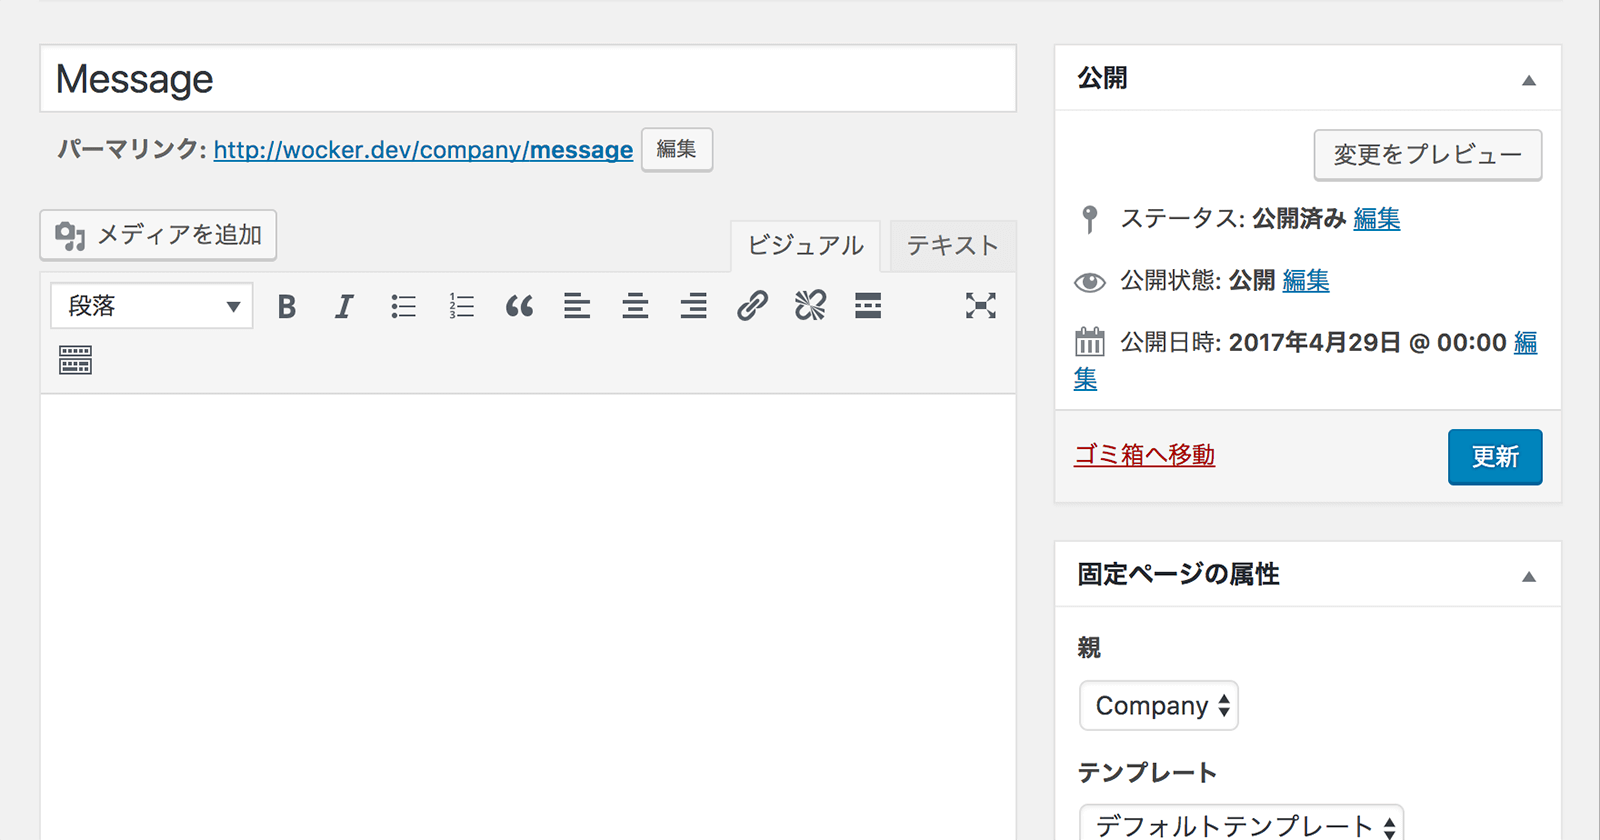 Message
パーマリンク: http://wocker.dev/company/message 編集
メディアを追加
ビジュアル テキスト
段落
公開
変更をプレビュー
ステータス: 公開済み 編集
公開状態: 公開 編集
公開日時: 2017年4月29日 @ 00:00 編
集
ゴミ箱へ移動 更新
固定ページの属性
親
Company
テンプレート
デフォルトテンプレート